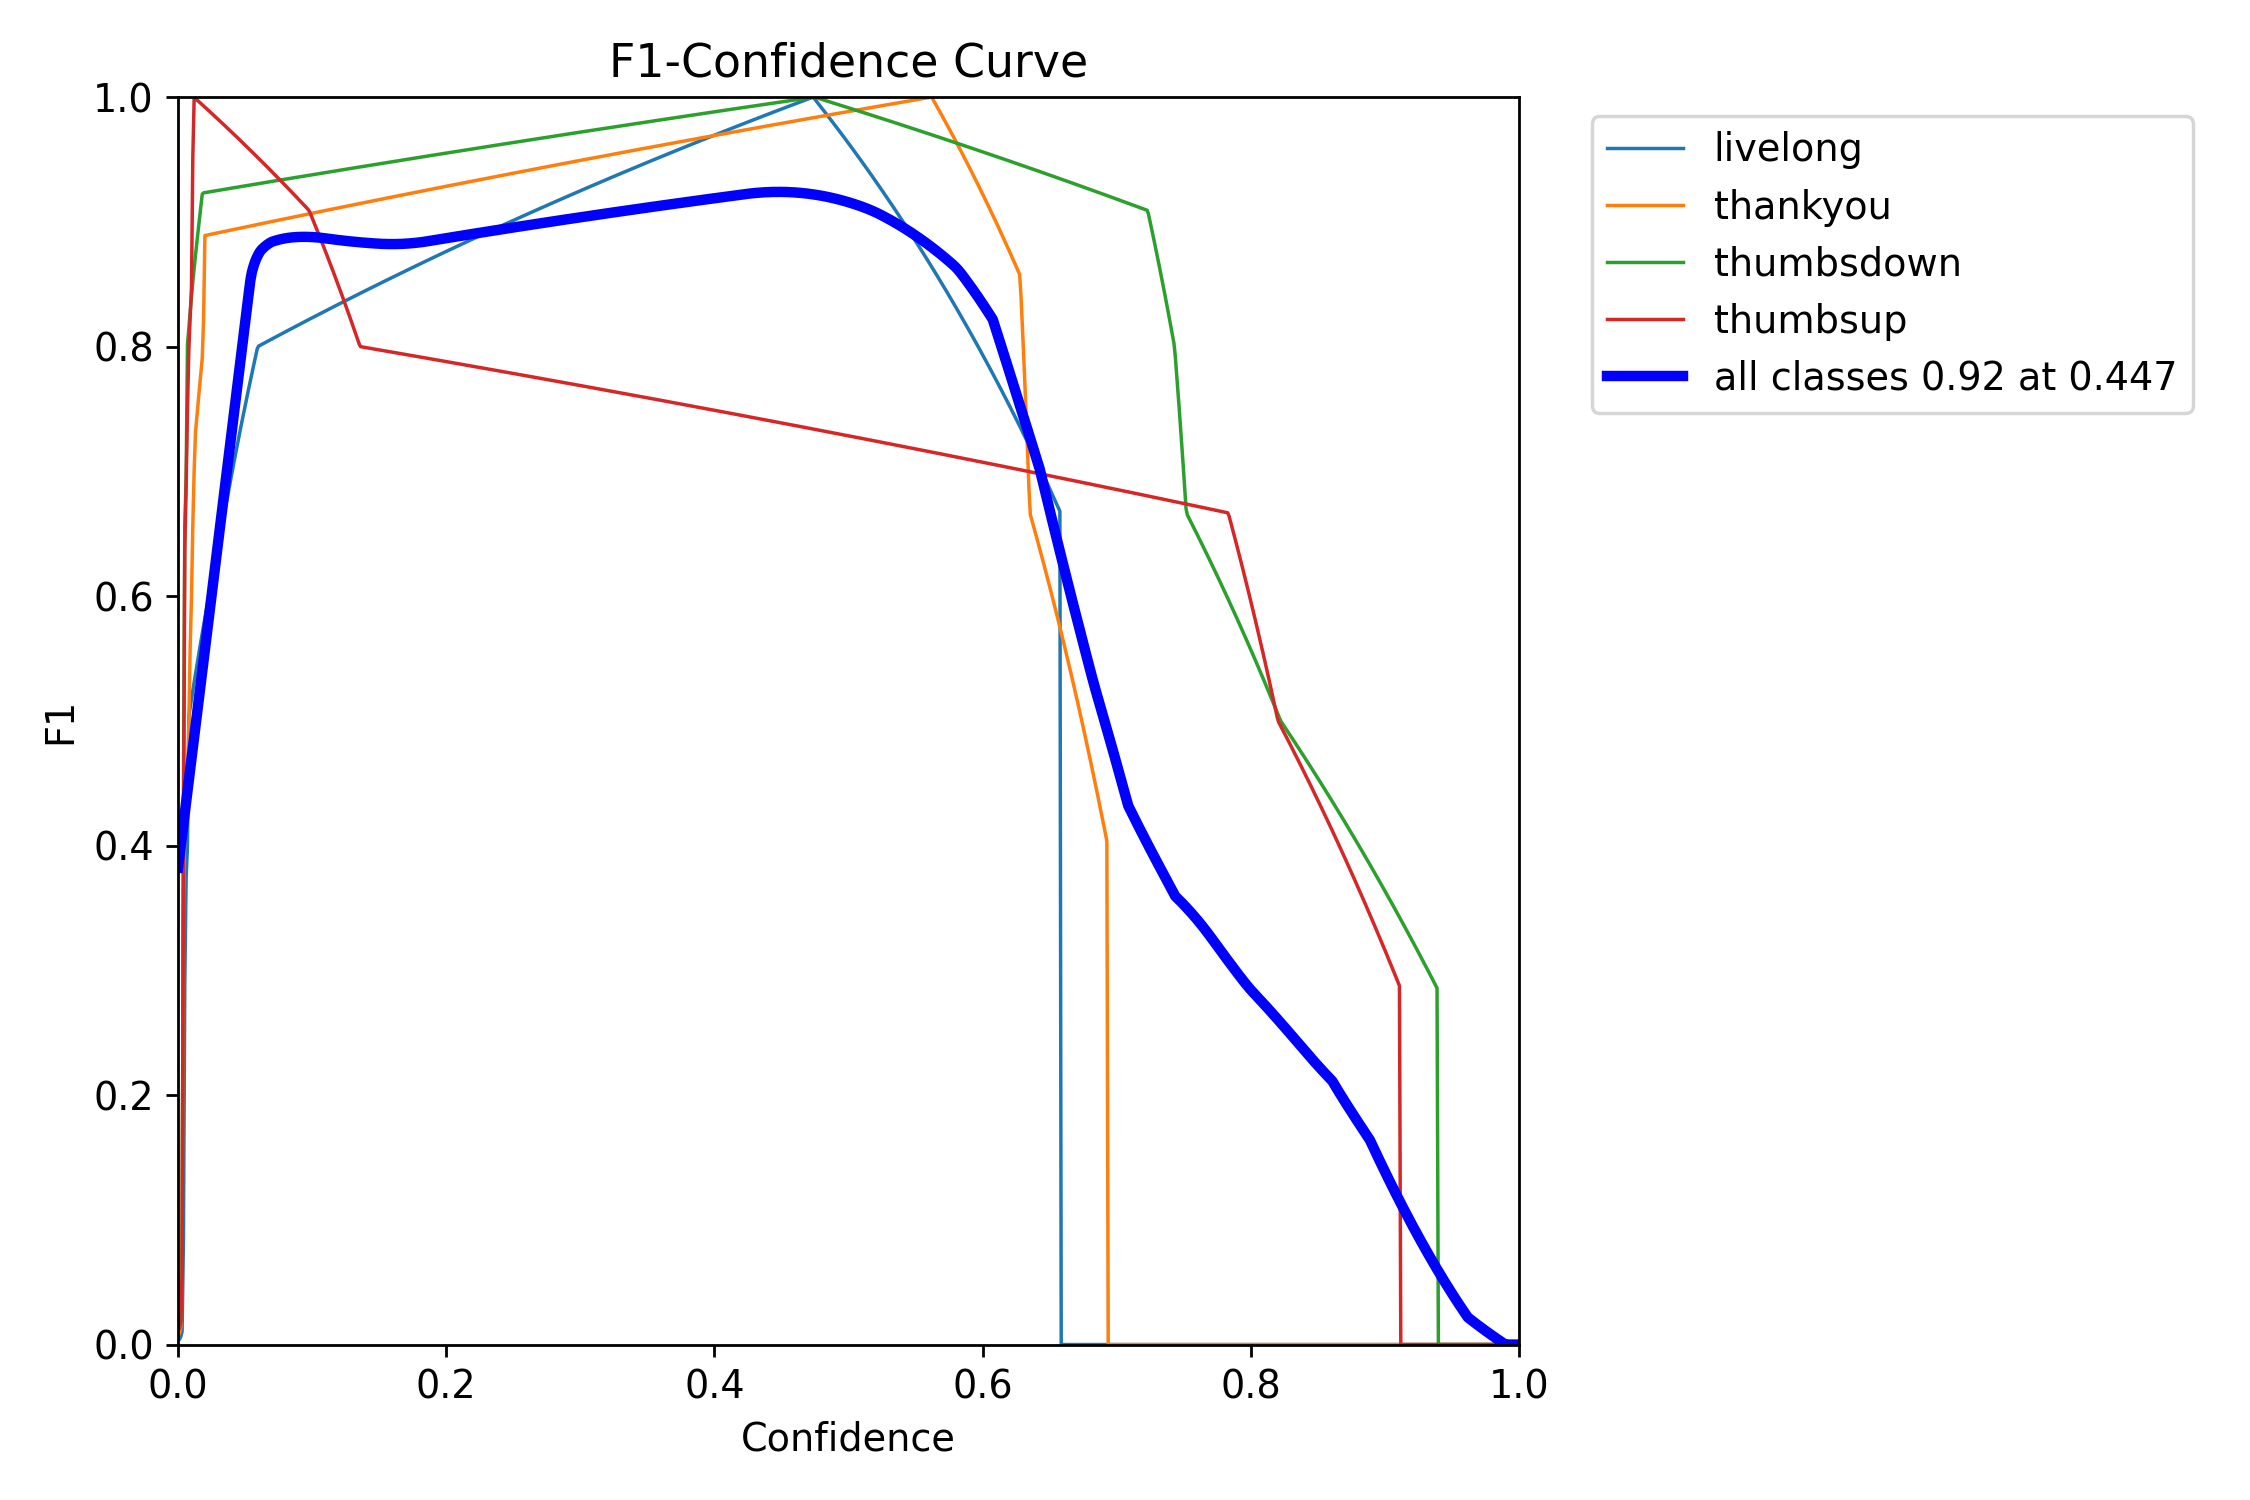 F1-Confidence Curve
1.0
0.8
0.6
0.4
0.2
0.0
F1
0.0 0.2 0.4 0.6 0.8 1.0
Confidence
livelong
thankyou
thumbsdown
thumbsup
all classes 0.92 at 0.447